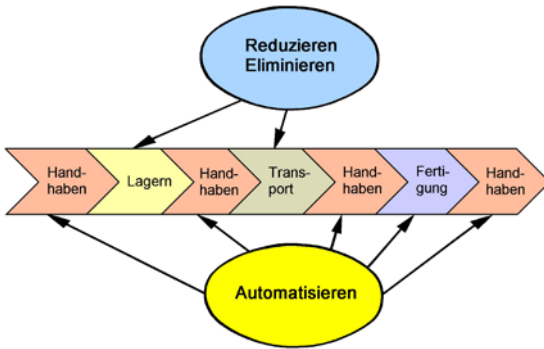 Reduzieren
Eliminieren
Hand-
haben
Lagern
Hand-
haben
Trans-
port
Hand-
haben
Ferti-
gung
Hand-
haben
Automatisieren